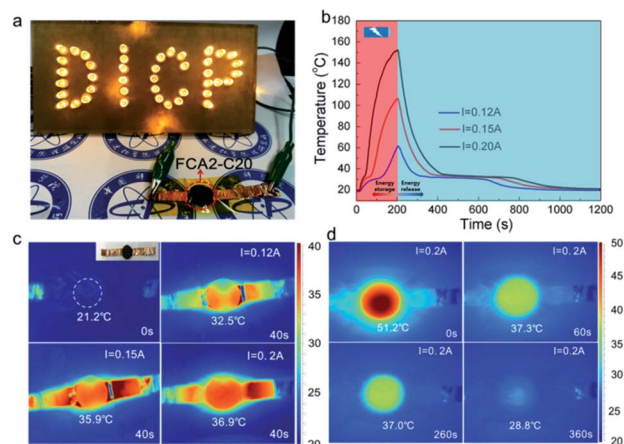 a
DICP
FCA2-C20
b
Temperature (°C)
180
160
140
120
100
80
60
40
20
I=0.12A
I=0.15A
I=0.20A
Energy storage
Energy release
0 200 400 600 800 1000 1200
Time (s)
c
21.2℃
0s
I=0.12A
32.5℃
40s
I=0.15A
35.9℃
40s
I=0.2A
36.9℃
40s
40
35
30
25
20
d
I=0.2A
51.2℃
0s
I=0.2A
37.3℃
60s
I=0.2A
37.0℃
260s
I=0.2A
28.8℃
360s
50
45
40
35
30
25
20